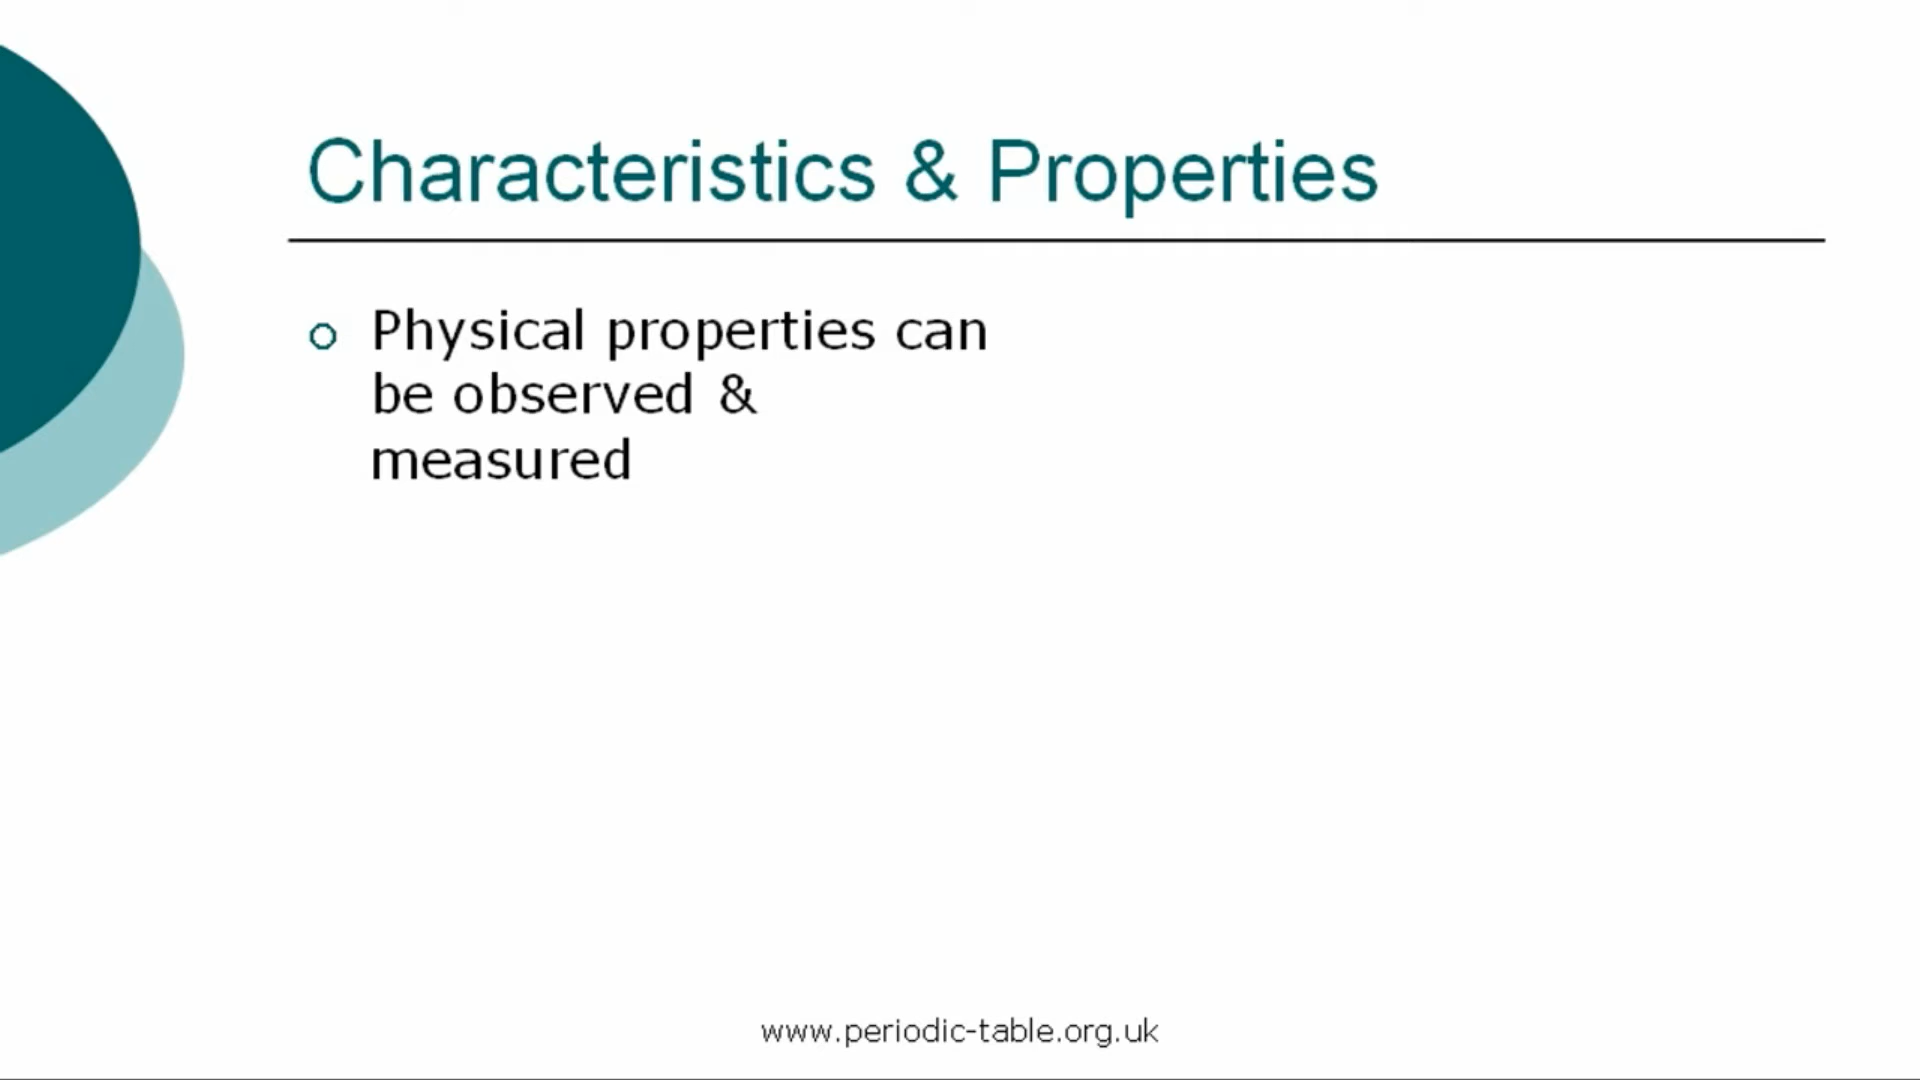 Characteristics & Properties
Physical properties can
be observed &
measured
www.periodic-table.org.uk